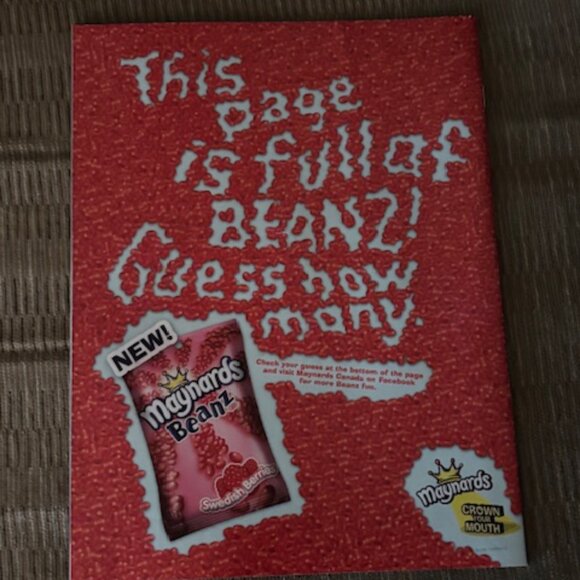 This
page
is full of
BEANZ!
Guess how
many.
NEW!
Maynards
Beanz
Swedish Berries
Check your guess at the bottom of the page
and visit Maynards Canada on Facebook
for more Beanz fun.
Maynards
CROWN
YOUR
MOUTH